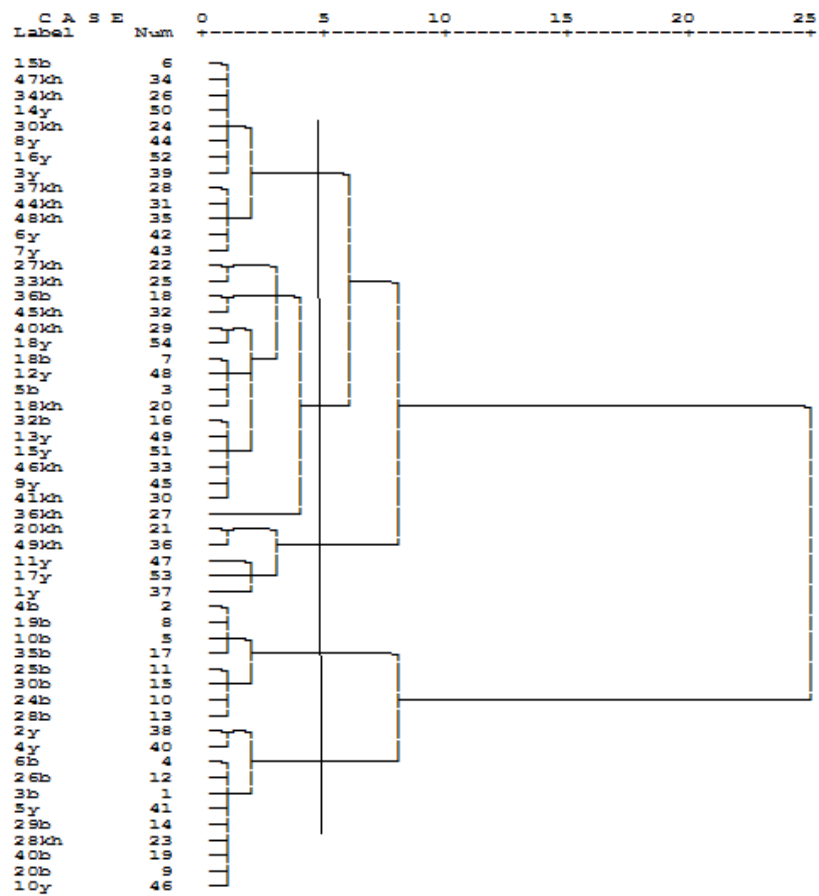 C A S E 0 5 10 15 20 25
Label Num
15b 6
47kh 34
34kh 26
14y 50
30kh 24
8y 44
16y 52
3y 39
37kh 28
44kh 31
48kh 35
6y 42
7y 43
27kh 22
33kh 25
36b 18
45kh 32
40kh 29
18y 54
18b 7
12y 48
5b 3
18kh 20
32b 16
13y 49
15y 51
46kh 33
9y 45
41kh 30
36kh 27
20kh 21
49kh 36
11y 47
17y 53
1y 37
4b 2
19b 8
10b 5
35b 17
25b 11
30b 15
24b 10
28b 13
2y 38
4y 40
6b 4
26b 12
3b 1
5y 41
29b 14
28kh 23
40b 19
20b 9
10y 46